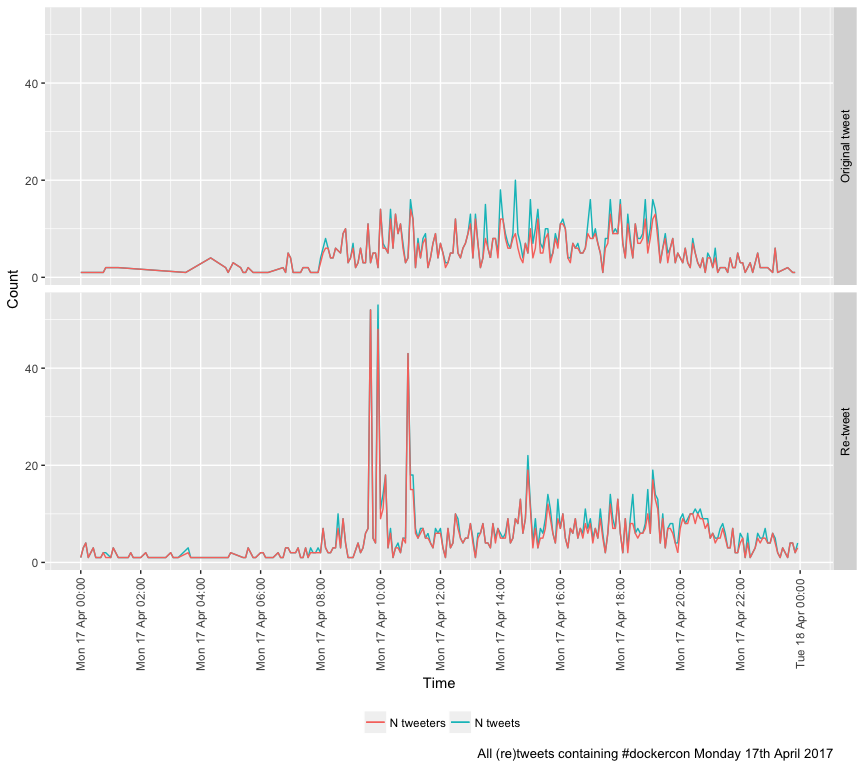 Count
40
20
0
Original tweet
40
20
0
Re-tweet
Mon 17 Apr 00:00
Mon 17 Apr 02:00
Mon 17 Apr 04:00
Mon 17 Apr 06:00
Mon 17 Apr 08:00
Mon 17 Apr 10:00
Mon 17 Apr 12:00
Mon 17 Apr 14:00
Mon 17 Apr 16:00
Mon 17 Apr 18:00
Mon 17 Apr 20:00
Mon 17 Apr 22:00
Tue 18 Apr 00:00
Time
N tweeters N tweets
All (re)tweets containing #dockercon Monday 17th April 2017